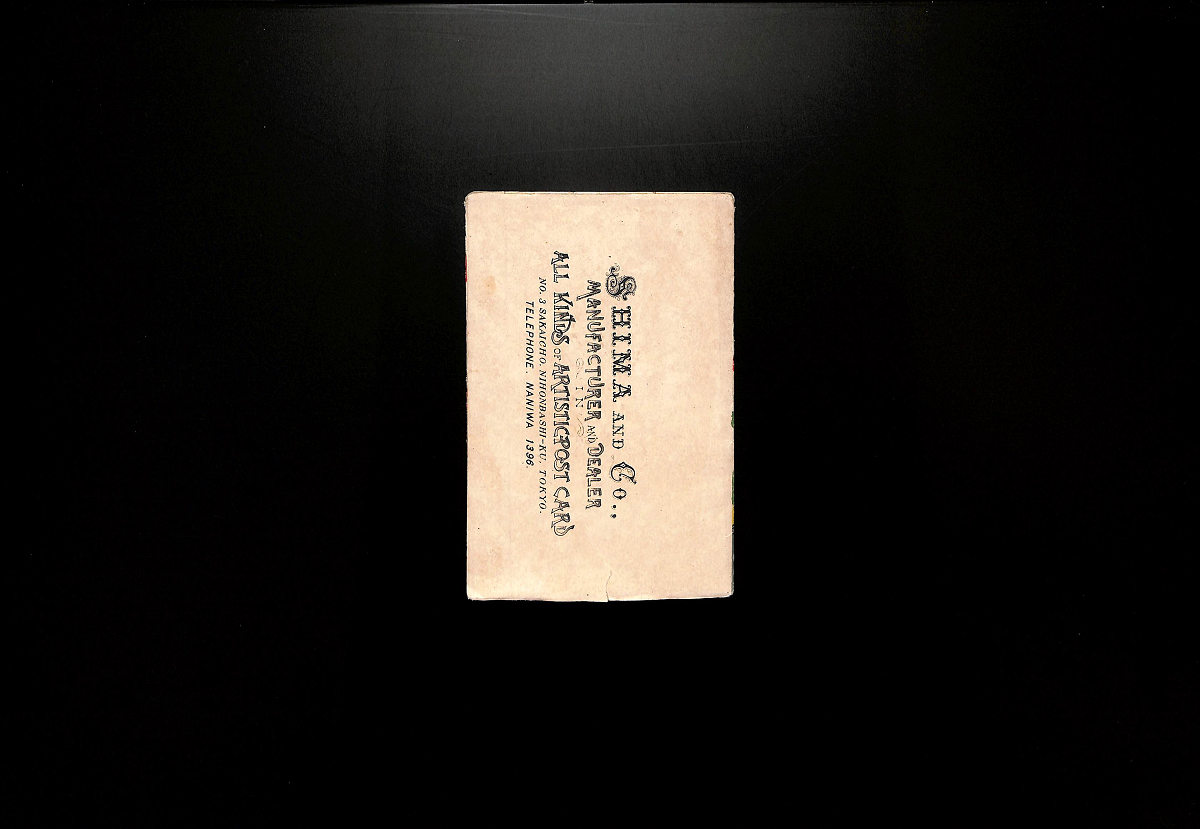 SHIMA AND CO.,
MANUFACTURER AND DEALER
IN
ALL KINDS OF ARTISTIC POST CARD
NO. 3 SAKAICHO, NIHONBASHI-KU, TOKYO.
TELEPHONE. NANIWA 1396.